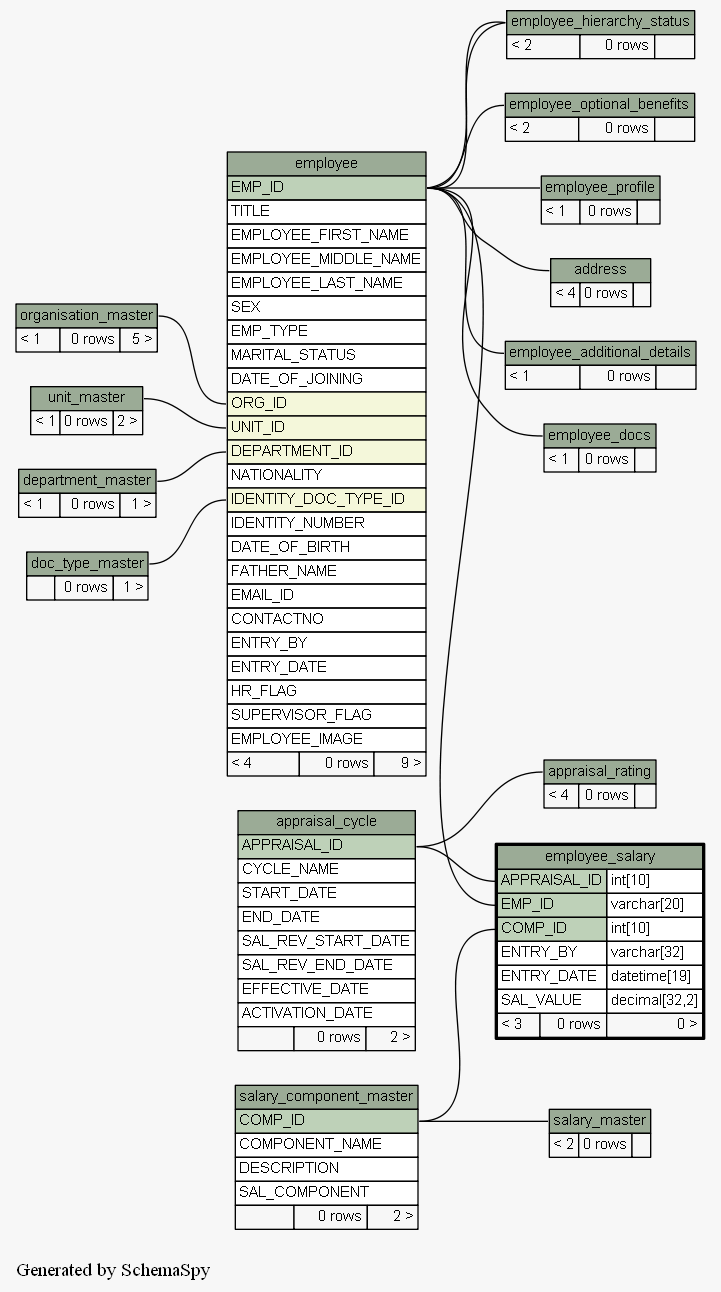 employee_hierarchy_status
< 2 0 rows
employee_optional_benefits
< 2 0 rows
employee
EMP_ID
TITLE
EMPLOYEE_FIRST_NAME
EMPLOYEE_MIDDLE_NAME
EMPLOYEE_LAST_NAME
SEX
EMP_TYPE
MARITAL_STATUS
DATE_OF_JOINING
ORG_ID
UNIT_ID
DEPARTMENT_ID
NATIONALITY
IDENTITY_DOC_TYPE_ID
IDENTITY_NUMBER
DATE_OF_BIRTH
FATHER_NAME
EMAIL_ID
CONTACTNO
ENTRY_BY
ENTRY_DATE
HR_FLAG
SUPERVISOR_FLAG
EMPLOYEE_IMAGE
< 4 0 rows 9 >
employee_profile
< 1 0 rows
address
< 4 0 rows
employee_additional_details
< 1 0 rows
employee_docs
< 1 0 rows
organisation_master
< 1 0 rows 5 >
unit_master
< 1 0 rows 2 >
department_master
< 1 0 rows 1 >
doc_type_master
0 rows 1 >
appraisal_rating
< 4 0 rows
appraisal_cycle
APPRAISAL_ID
CYCLE_NAME
START_DATE
END_DATE
SAL_REV_START_DATE
SAL_REV_END_DATE
EFFECTIVE_DATE
ACTIVATION_DATE
0 rows 2 >
employee_salary
APPRAISAL_ID int[10]
EMP_ID varchar[20]
COMP_ID int[10]
ENTRY_BY varchar[32]
ENTRY_DATE datetime[19]
SAL_VALUE decimal[32,2]
< 3 0 rows 0 >
salary_component_master
COMP_ID
COMPONENT_NAME
DESCRIPTION
SAL_COMPONENT
0 rows 2 >
salary_master
< 2 0 rows
Generated by SchemaSpy